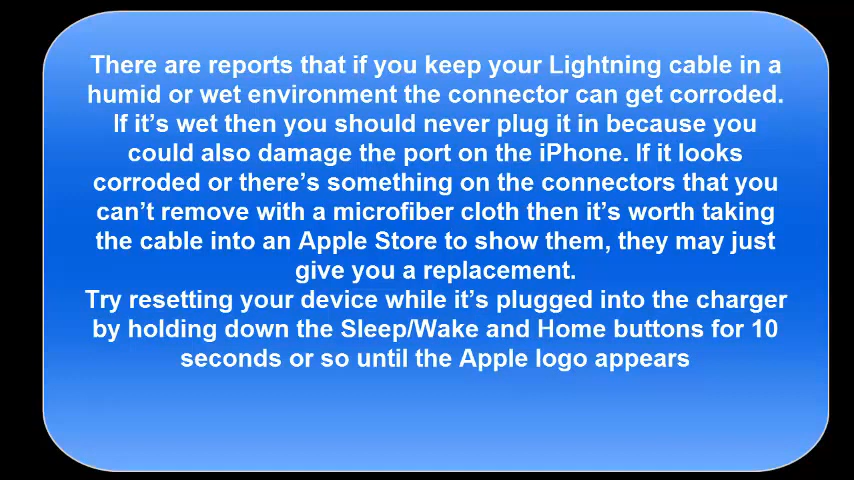 There are reports that if you keep your Lightning cable in a
humid or wet environment the connector can get corroded.
If it’s wet then you should never plug it in because you
could also damage the port on the iPhone. If it looks
corroded or there’s something on the connectors that you
can’t remove with a microfiber cloth then it’s worth taking
the cable into an Apple Store to show them, they may just
give you a replacement.
Try resetting your device while it’s plugged into the charger
by holding down the Sleep/Wake and Home buttons for 10
seconds or so until the Apple logo appears